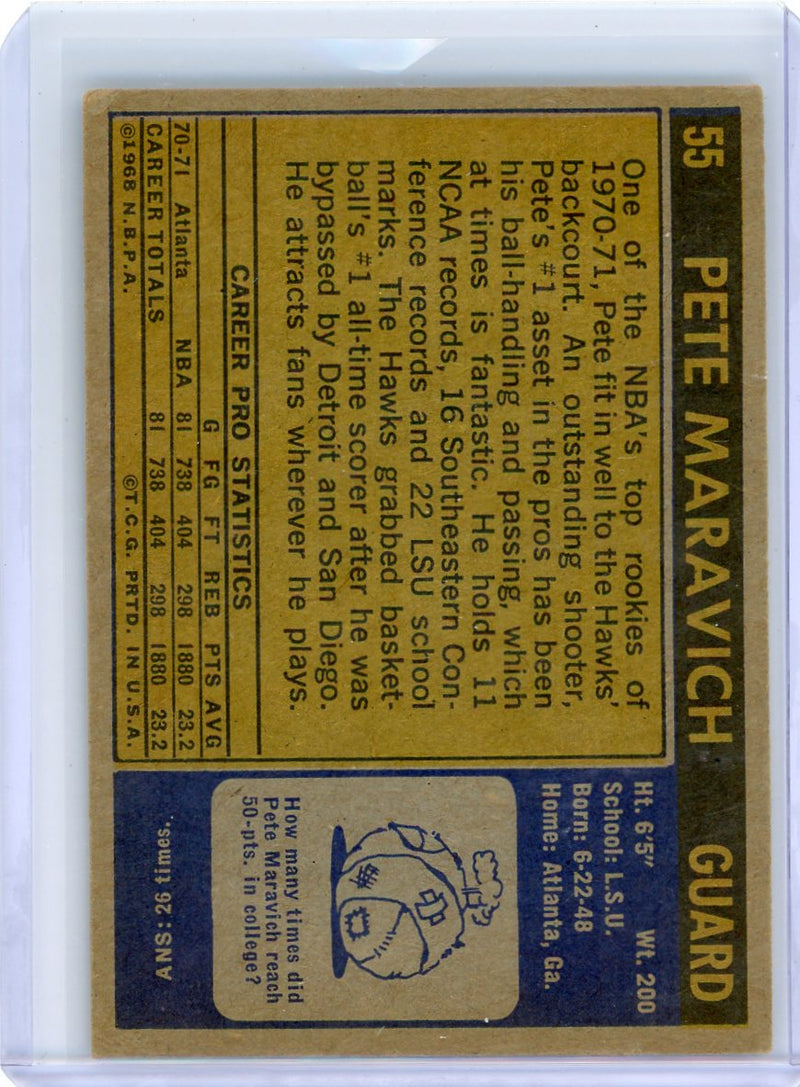 55 PETE MARAVICH GUARD
One of the NBA's top rookies of
1970-71, Pete fit in well to the Hawks'
backcourt. An outstanding shooter,
Pete's #1 asset in the pros has been
his ball-handling and passing, which
at times is fantastic. He holds 11
NCAA records, 16 Southeastern Con-
ference records and 22 LSU school
marks. The Hawks grabbed basket-
ball's #1 all-time scorer after he was
bypassed by Detroit and San Diego.
He attracts fans wherever he plays.
CAREER PRO STATISTICS
G FG FT REB PTS AVG
70-71 Atlanta NBA 81 738 404 298 1880 23.2
CAREER TOTALS 81 738 404 298 1880 23.2
©1968 N.B.P.A. ©T.C.G. PRTD. IN U.S.A.
Ht. 6'5" Wt. 200
School: L.S.U.
Born: 6-22-48
Home: Atlanta, Ga.
How many times did
Pete Maravich reach
50-pts. in college?
ANS: 26 times.